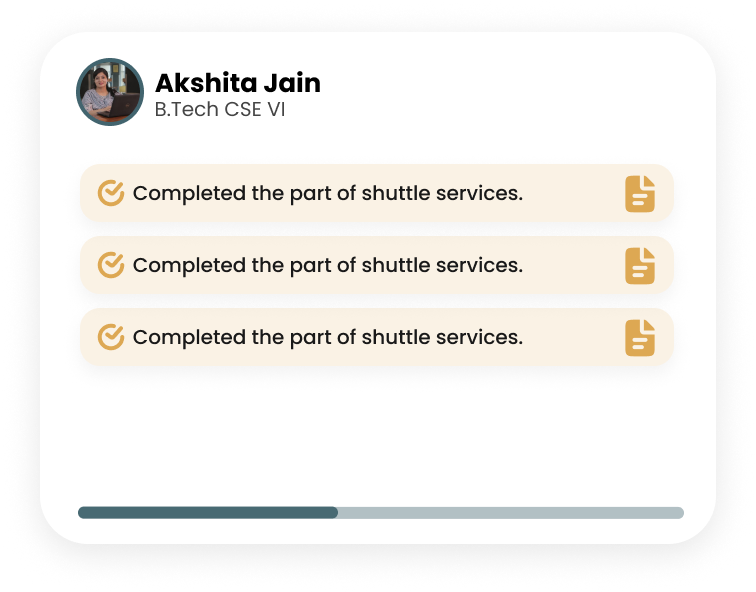 Akshita Jain
B.Tech CSE VI
Completed the part of shuttle services.
Completed the part of shuttle services.
Completed the part of shuttle services.